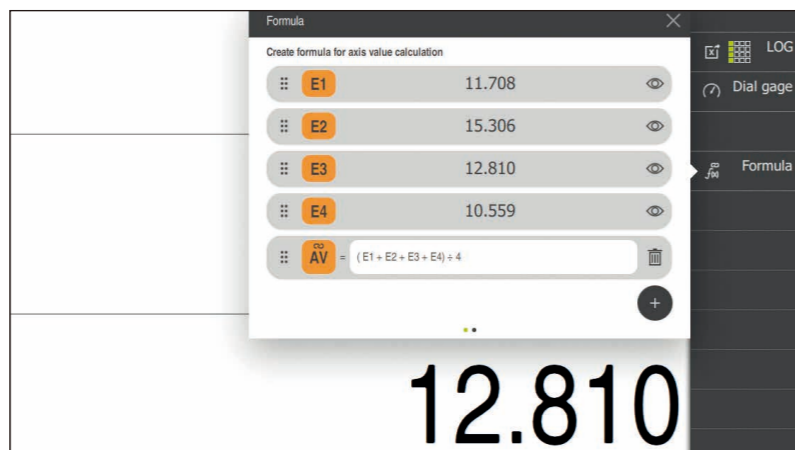 Formula
Create formula for axis value calculation
E1 11.708
E2 15.306
E3 12.810
E4 10.559
AV = ( E1 + E2 + E3 + E4) ÷ 4
+
12.810
LOG
Dial gage
f(x) Formula